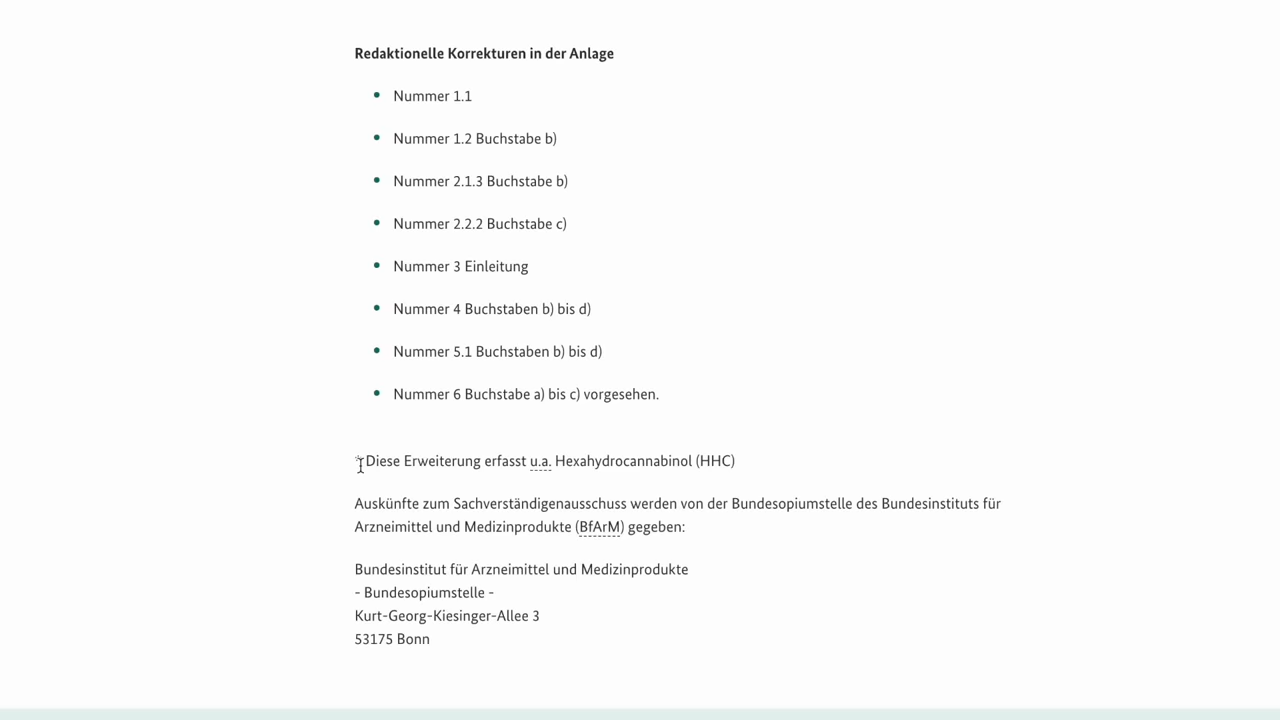 Redaktionelle Korrekturen in der Anlage
• Nummer 1.1
• Nummer 1.2 Buchstabe b)
• Nummer 2.1.3 Buchstabe b)
• Nummer 2.2.2 Buchstabe c)
• Nummer 3 Einleitung
• Nummer 4 Buchstaben b) bis d)
• Nummer 5.1 Buchstaben b) bis d)
• Nummer 6 Buchstabe a) bis c) vorgesehen.
* Diese Erweiterung erfasst u.a. Hexahydrocannabinol (HHC)
Auskünfte zum Sachverständigenausschuss werden von der Bundesopiumstelle des Bundesinstituts für
Arzneimittel und Medizinprodukte (BfArM) gegeben:
Bundesinstitut für Arzneimittel und Medizinprodukte
- Bundesopiumstelle -
Kurt-Georg-Kiesinger-Allee 3
53175 Bonn